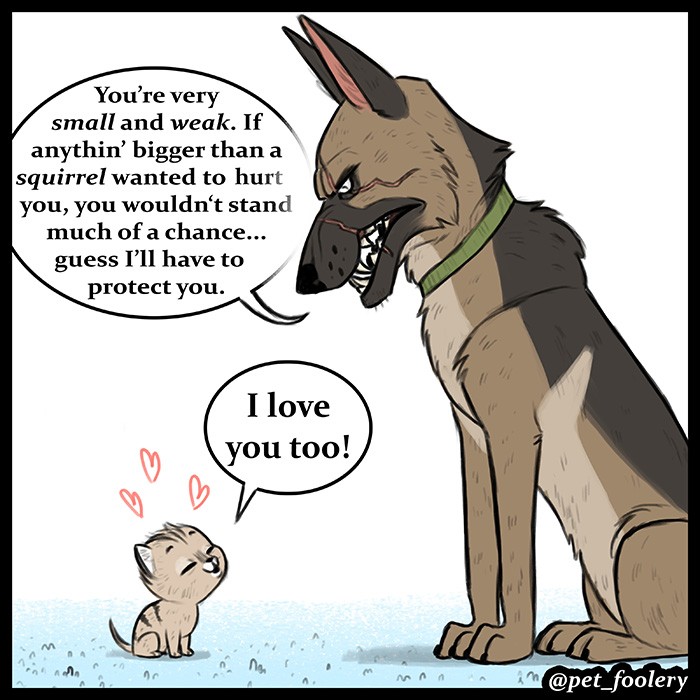 You're very
small and weak. If
anythin' bigger than a
squirrel wanted to hurt
you, you wouldn‘t stand
much of a chance...
guess I'll have to
protect you.
I love
you too!
@pet_foolery